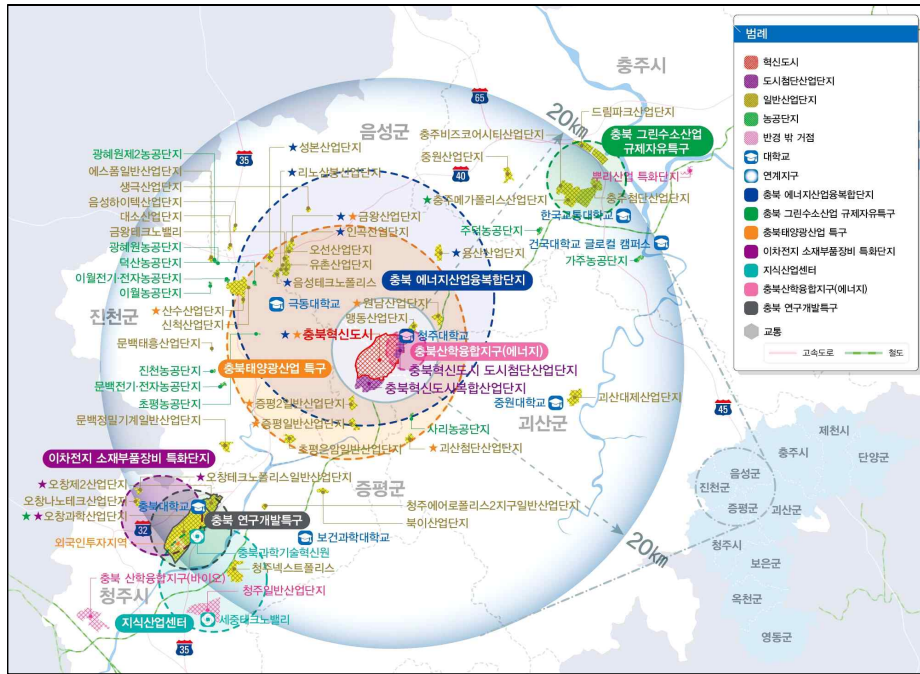 범례
혁신도시
도시첨단산업단지
일반산업단지
농공단지
반경 밖 거점
대학교
연계지구
충북 에너지산업융복합단지
충북 그린수소산업 규제자유특구
충북태양광산업 특구
이차전지 소재부품장비 특화단지
지식산업센터
충북산학융합지구(에너지)
충북 연구개발특구
교통
고속도로
철도
충주시
65
드림파크산업단지
20km
충주비즈코어시티산업단지
충북 그린수소산업
규제자유특구
음성군
광혜원제2농공단지
35
★성본산업단지
중원산업단지
에스폼일반산업단지
★리노삼봉산업단지
40
뿌리산업 특화단지
생극산업단지
★충주메가폴리스산업단지
충주첨단산업단지
음성하이텍산업단지
대소산업단지
★★금왕산업단지
한국교통대학교
금왕테크노밸리
★★인곡산업단지
주덕농공단지
광혜원농공단지
오선산업단지
건국대학교 글로컬 캠퍼스
덕산농공단지
유촌산업단지
★용산산업단지
가주농공단지
이월전기·전자농공단지
★음성테크노폴리스
충북 에너지산업융복합단지
이월농공단지
극동대학교
★원남산업단지
진천군
★산수산업단지
맹동산업단지
신척산업단지
★★충북혁신도시
청주대학교
문백태흥산업단지
충북산학융합지구(에너지)
진천농공단지
충북태양광산업 특구
충북혁신도시 도시첨단산업단지
문백전기·전자농공단지
충북혁신도시복합산업단지
초평농공단지
★증평2일반산업단지
중원대학교
괴산대제산업단지
45
문백정밀기계일반산업단지
★증평일반산업단지
사리농공단지
괴산군
초평은암일반산업단지
★괴산첨단산업단지
제천시
이차전지 소재부품장비 특화단지
충주시
단양군
★오창테크노폴리스일반산업단지
음성군
★오창제2산업단지
증평군
진천군
오창나노테크산업단지
충북대학교
청주에어로폴리스2지구일반산업단지
증평군
괴산군
★★오창과학산업단지
충북 연구개발특구
북이산업단지
32
외국인투자지역
보건과학대학교
20km
청주시
충북과학기술혁신원
보은군
청주넥스트폴리스
충북 산학융합지구(바이오)
청주일반산업단지
옥천군
청주시
지식산업센터
세중테크노밸리
영동군
35